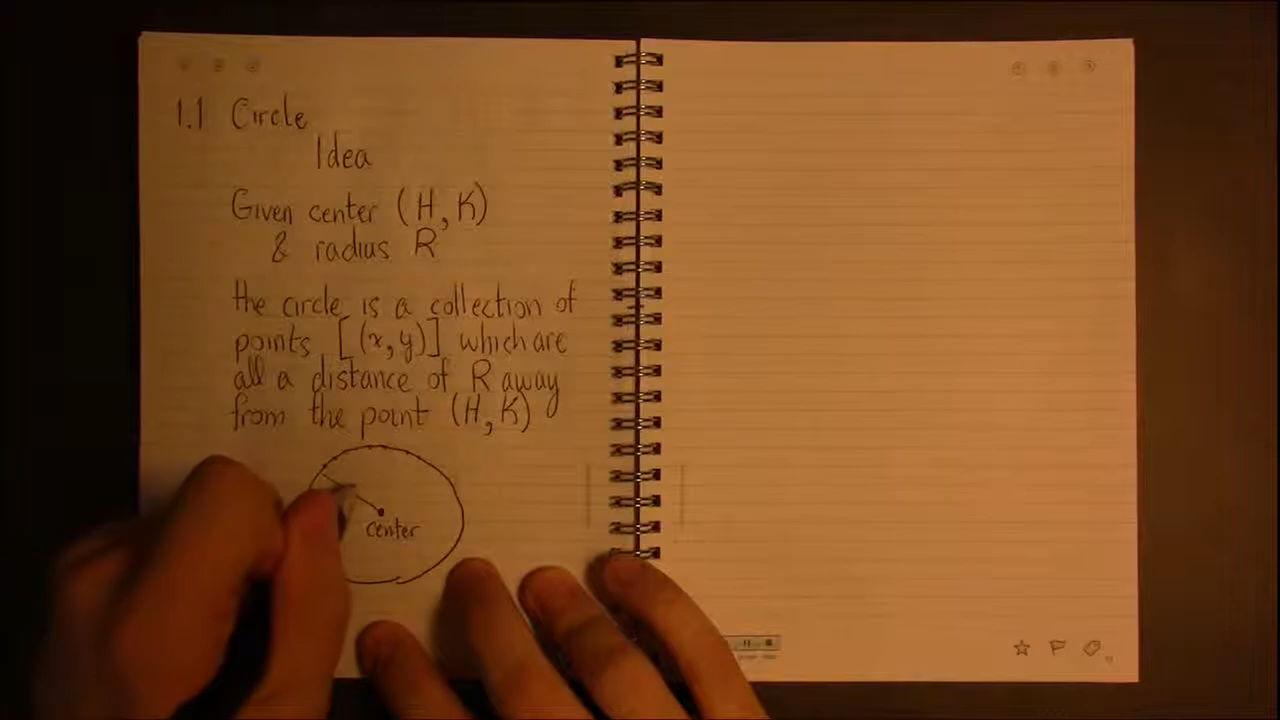 1.1 Circle
Idea
Given center (H, K)
& radius R
the circle is a collection of
points [(x, y)] which are
all a distance of R away
from the point (H, K)
center